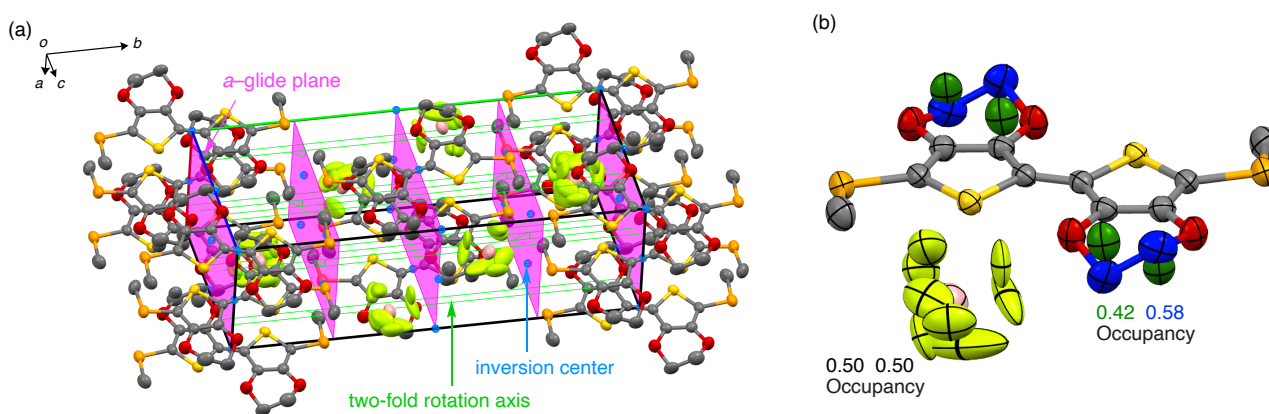 (a)
o
b
a
c
a–glide plane
inversion center
two-fold rotation axis
(b)
0.42 0.58
Occupancy
0.50 0.50
Occupancy